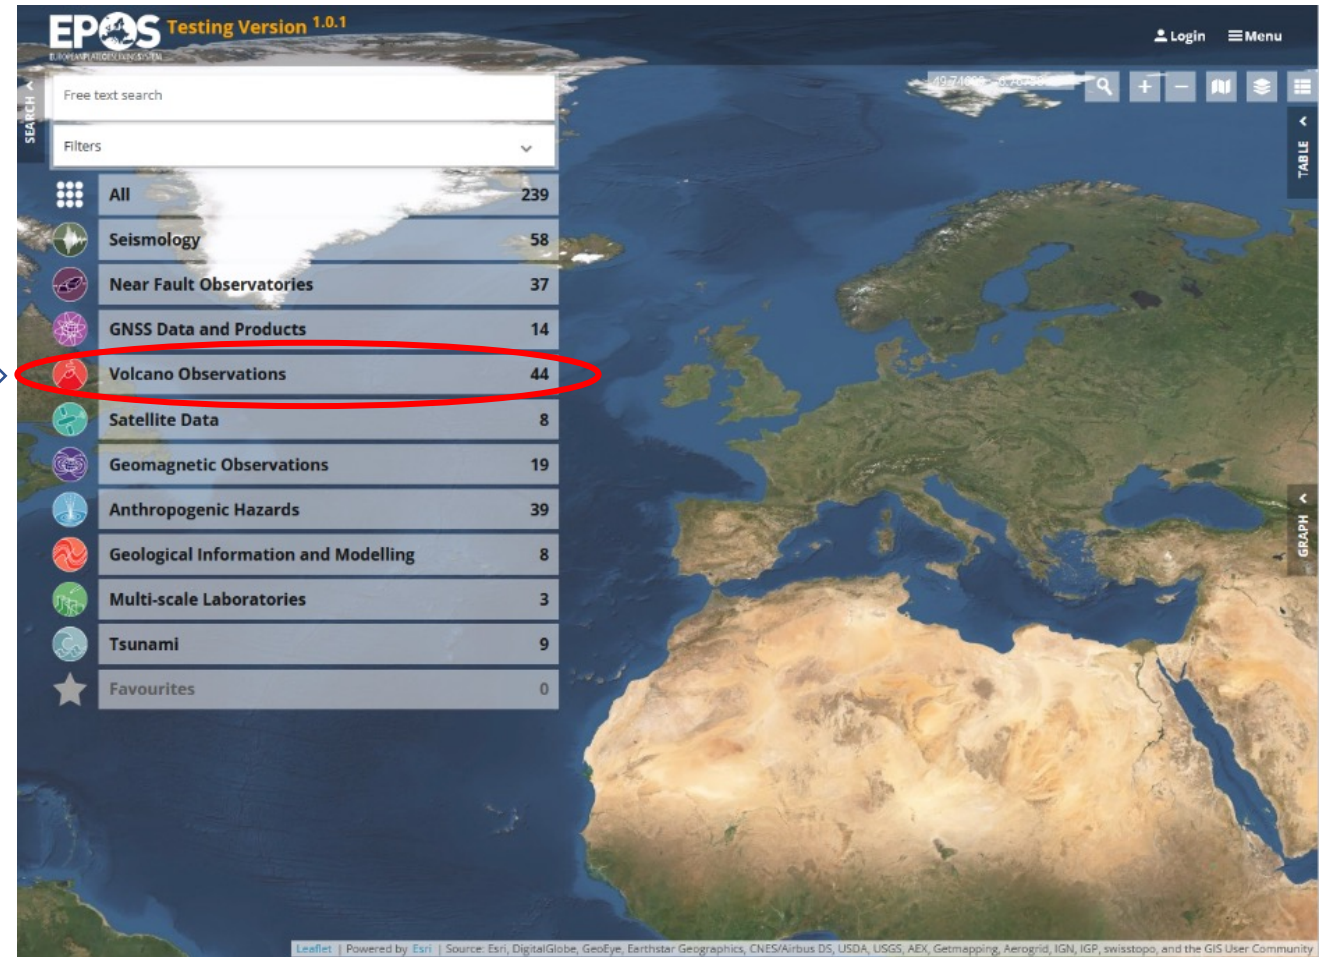 EPOS Testing Version 1.0.1
EUROPEAN PLATE OBSERVING SYSTEM
Login
Menu
SEARCH
Free text search
Filters
TABLE
All 239
Seismology 58
Near Fault Observatories 37
GNSS Data and Products 14
Volcano Observations 44
Satellite Data 8
Geomagnetic Observations 19
Anthropogenic Hazards 39
GRAPH
Geological Information and Modelling 8
Multi-scale Laboratories 3
Tsunami 9
Favourites 0
Leaflet | Powered by Esri | Source: Esri, DigitalGlobe, GeoEye, Earthstar Geographics, CNES/Airbus DS, USDA, USGS, AEX, Getmapping, Aerogrid, IGN, IGP, swisstopo, and the GIS User Community